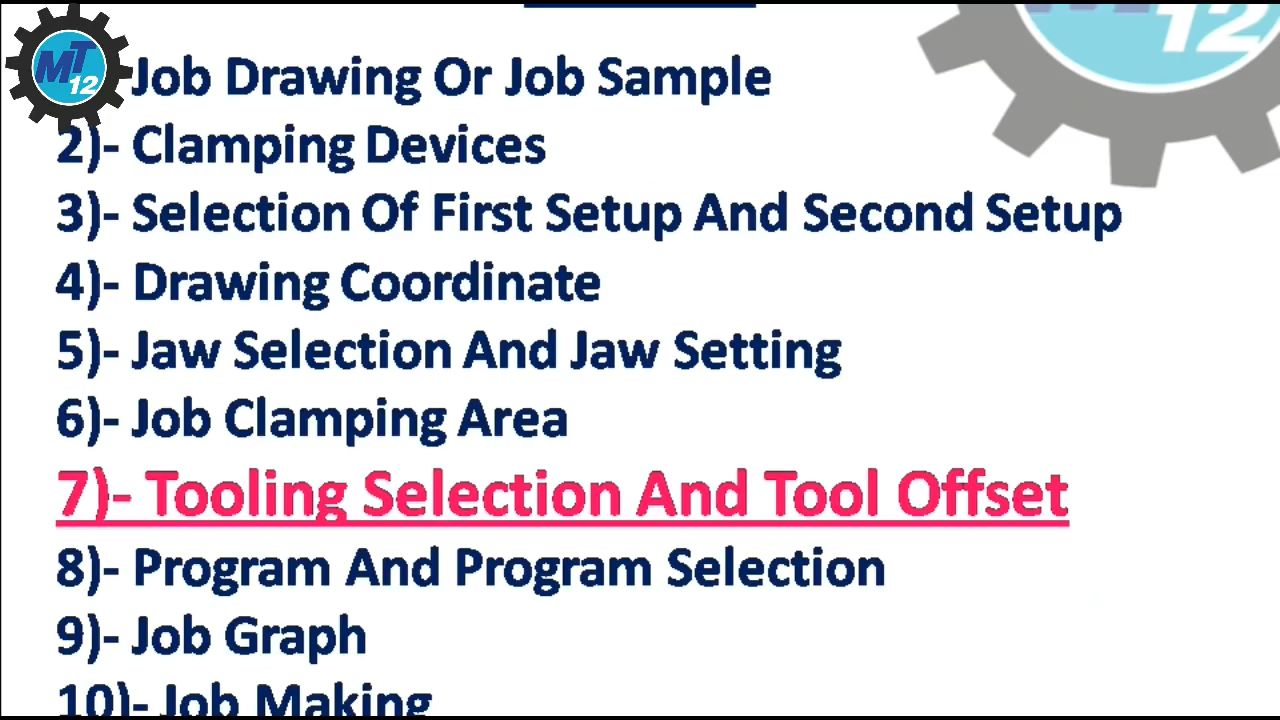 MT
12
12
Job Drawing Or Job Sample
2)- Clamping Devices
3)- Selection Of First Setup And Second Setup
4)- Drawing Coordinate
5)- Jaw Selection And Jaw Setting
6)- Job Clamping Area
7)- Tooling Selection And Tool Offset
8)- Program And Program Selection
9)- Job Graph
10)- Job Making